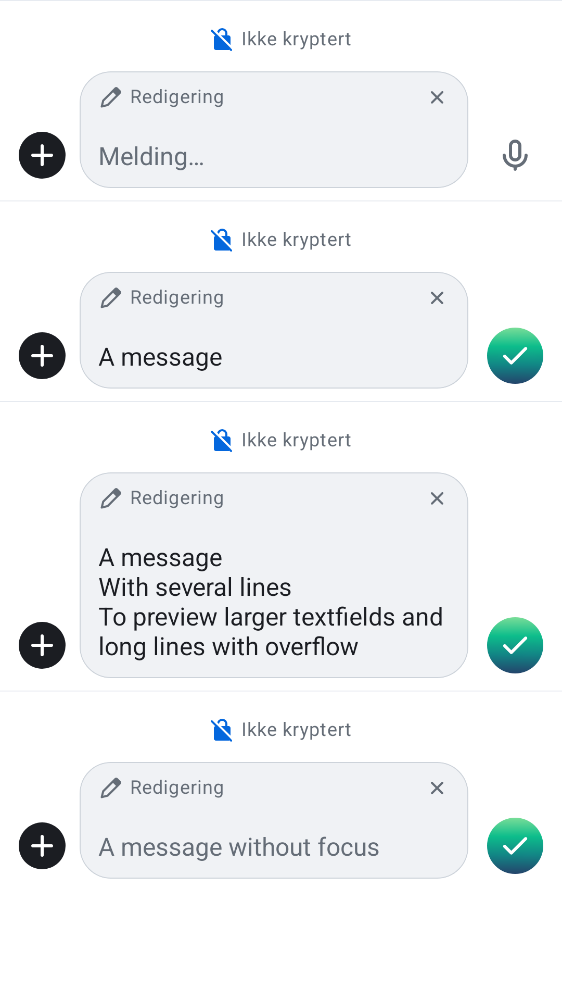 Ikke kryptert
Redigering
Melding…
Ikke kryptert
Redigering
A message
Ikke kryptert
Redigering
A message
With several lines
To preview larger textfields and
long lines with overflow
Ikke kryptert
Redigering
A message without focus